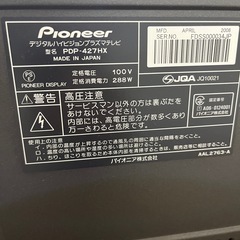 Pioneer
デジタルハイビジョンプラズマテレビ
型名 PDP-427HX
MADE IN JAPAN
定格電圧 100V
定格消費電力 288W
PIONEER DISPLAY
MFD. APRIL 2006
SERIAL NO. FDSS000034JP
JQA JQ10021
警告 高圧注意
サービスマン以外の方は裏ぶたを
あけないでください。
内部には高電圧部分が数多くあり、
万一さわると危険です。
パイオニア株式会社
AAL2763-A